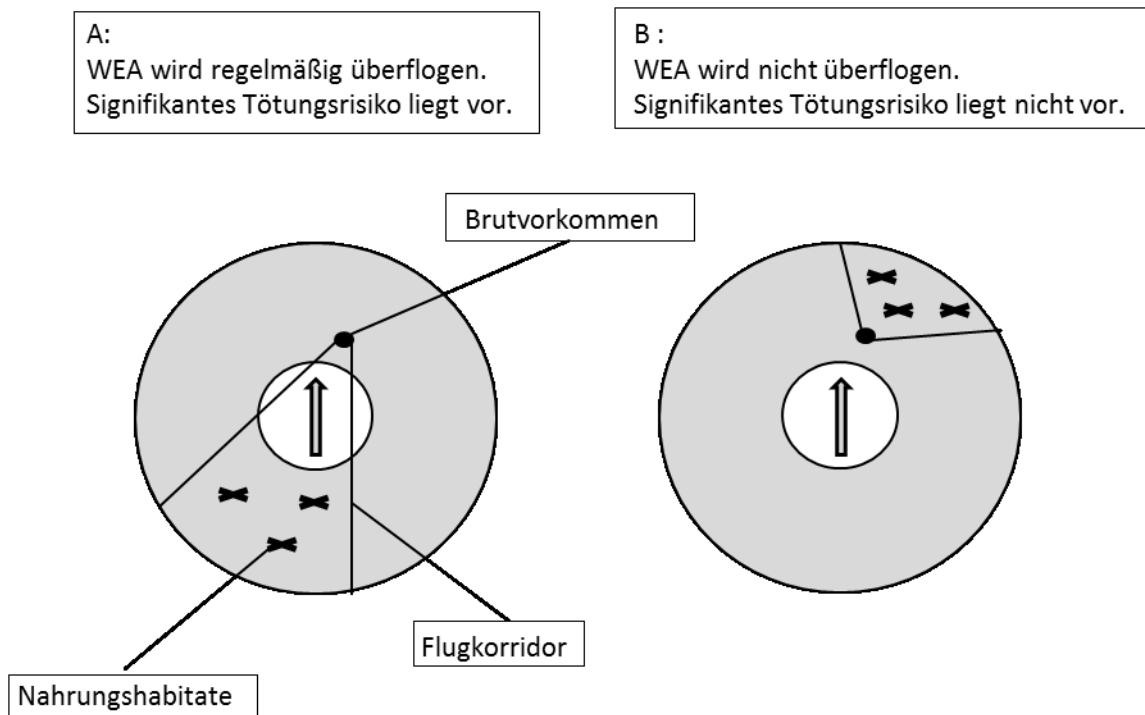 A:
WEA wird regelmäßig überflogen.
Signifikantes Tötungsrisiko liegt vor.
B :
WEA wird nicht überflogen.
Signifikantes Tötungsrisiko liegt nicht vor.
Brutvorkommen
Flugkorridor
Nahrungshabitate